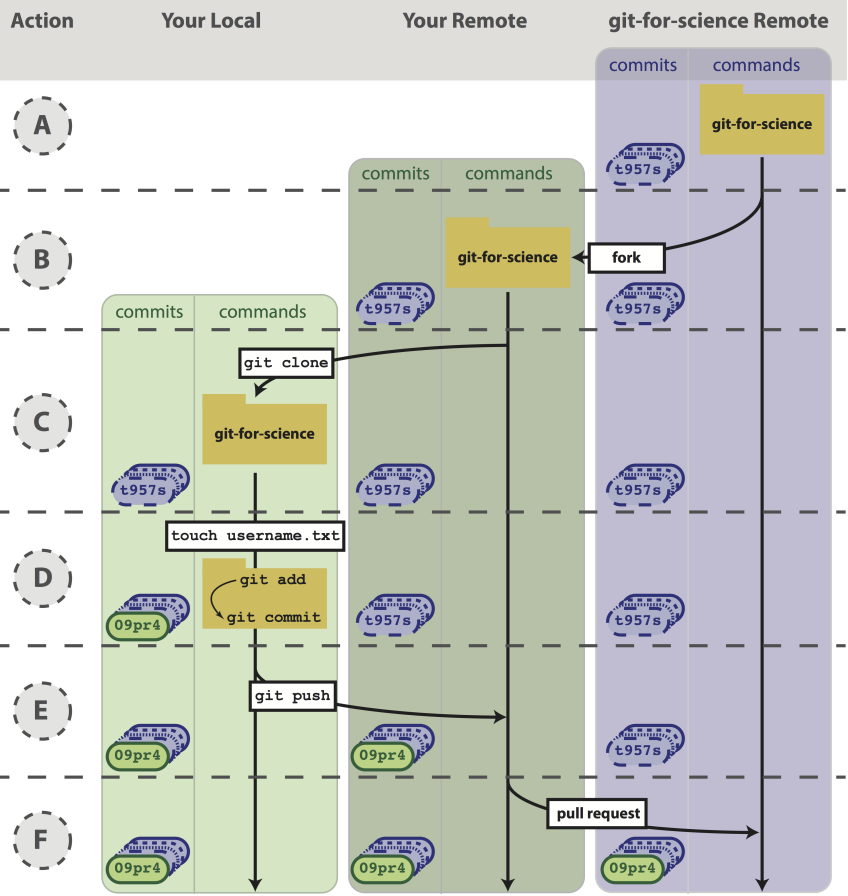 Action Your Local Your Remote git-for-science Remote
commits commands
A
git-for-science
t957s
commits commands
B
git-for-science
fork
t957s t957s
commits commands
git clone
C
git-for-science
t957s t957s t957s
touch username.txt
D
git add
git commit
09pr4 t957s t957s
E
git push
09pr4 09pr4 t957s
pull request
F
09pr4 09pr4 09pr4